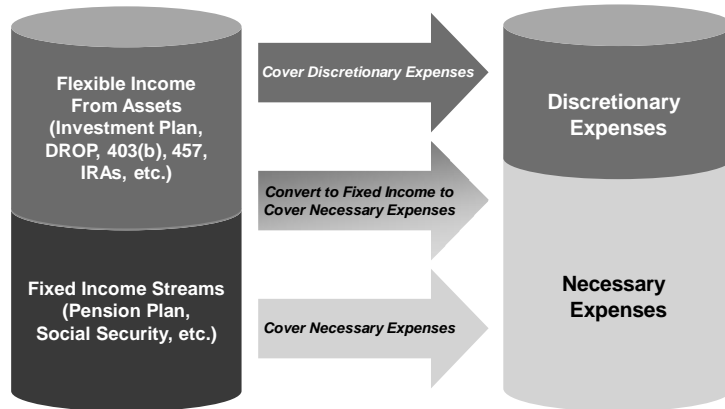 Flexible Income
From Assets
(Investment Plan,
DROP, 403(b), 457,
IRAs, etc.)
Fixed Income Streams
(Pension Plan,
Social Security, etc.)
Cover Discretionary Expenses
Convert to Fixed Income to
Cover Necessary Expenses
Cover Necessary Expenses
Discretionary
Expenses
Necessary
Expenses